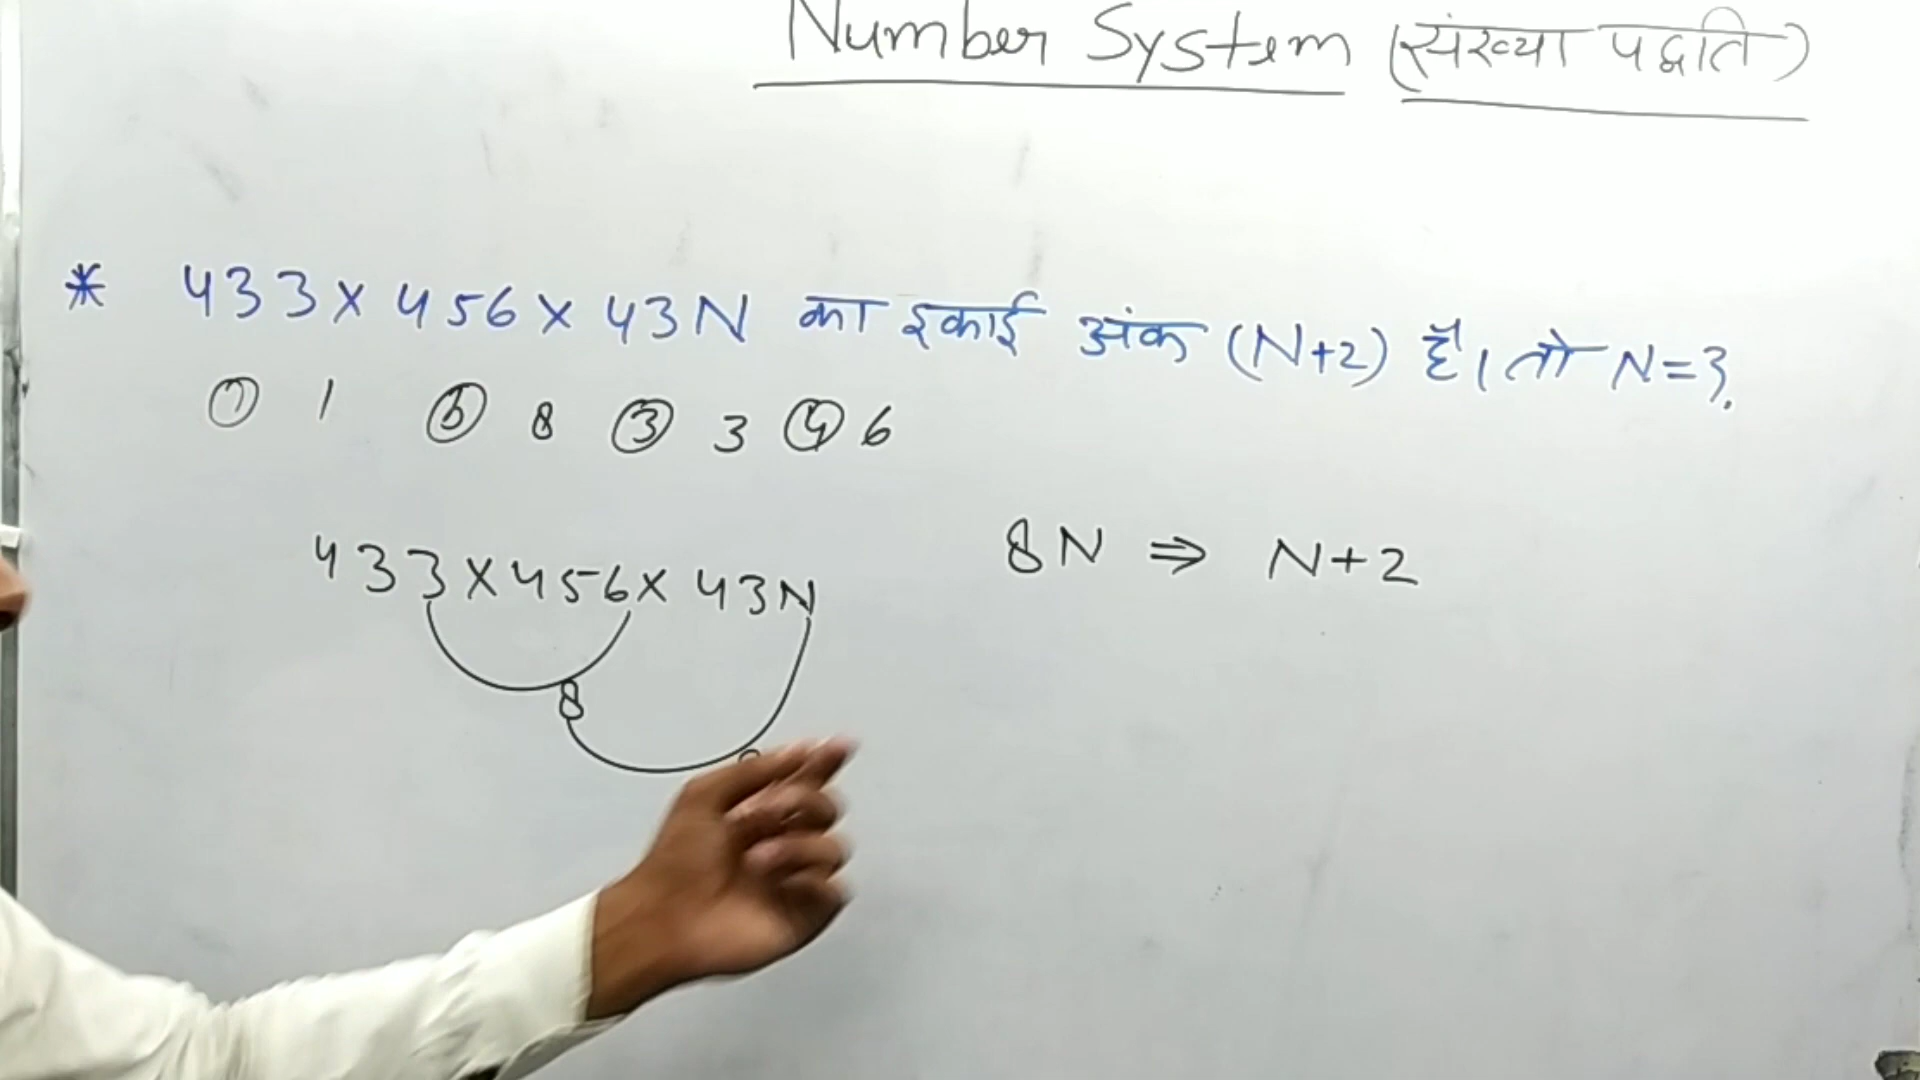 Number System (संख्या पद्धति)
* 433 x 456 x 43N का इकाई अंक (N+2) है, तो N=?
① 1 ② 8 ③ 3 ④ 6
433 x 456 x 43N
8N ⇒ N+2
8